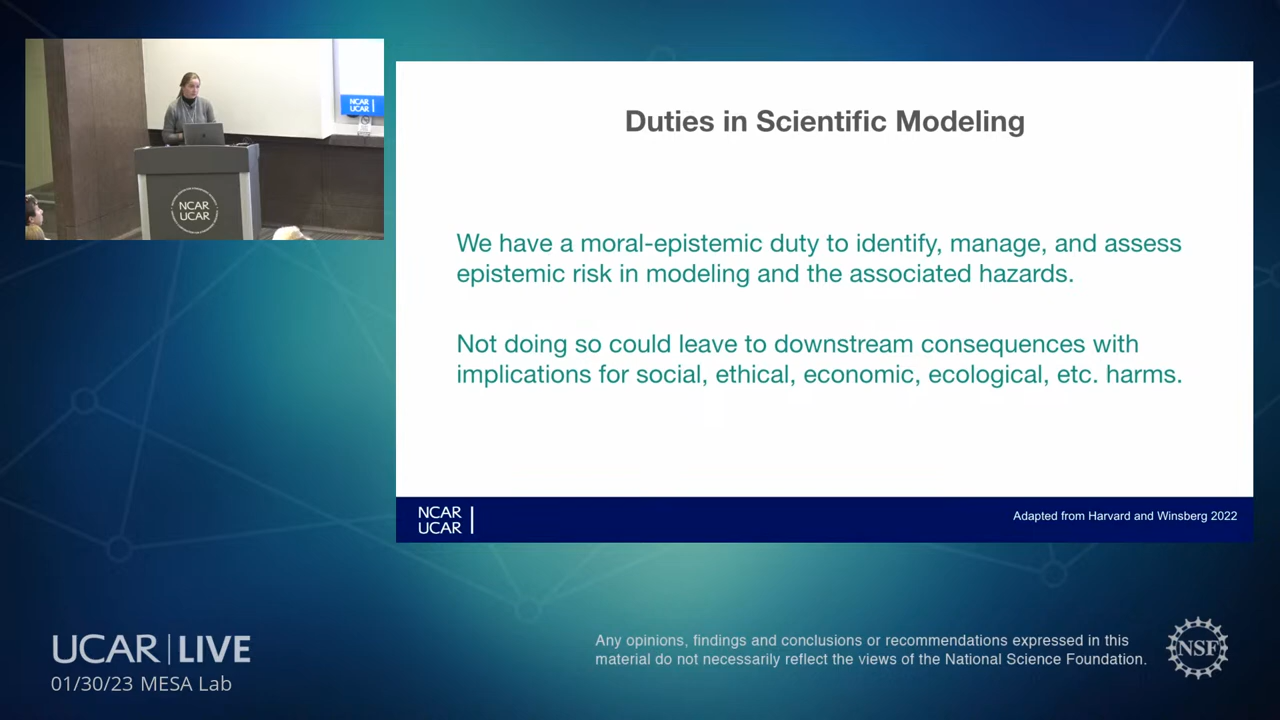 NCAR
UCAR
NCAR
UCAR
Duties in Scientific Modeling
We have a moral-epistemic duty to identify, manage, and assess
epistemic risk in modeling and the associated hazards.
Not doing so could leave to downstream consequences with
implications for social, ethical, economic, ecological, etc. harms.
NCAR
UCAR
Adapted from Harvard and Winsberg 2022
UCAR | LIVE
01/30/23 MESA Lab
Any opinions, findings and conclusions or recommendations expressed in this
material do not necessarily reflect the views of the National Science Foundation.
NSF